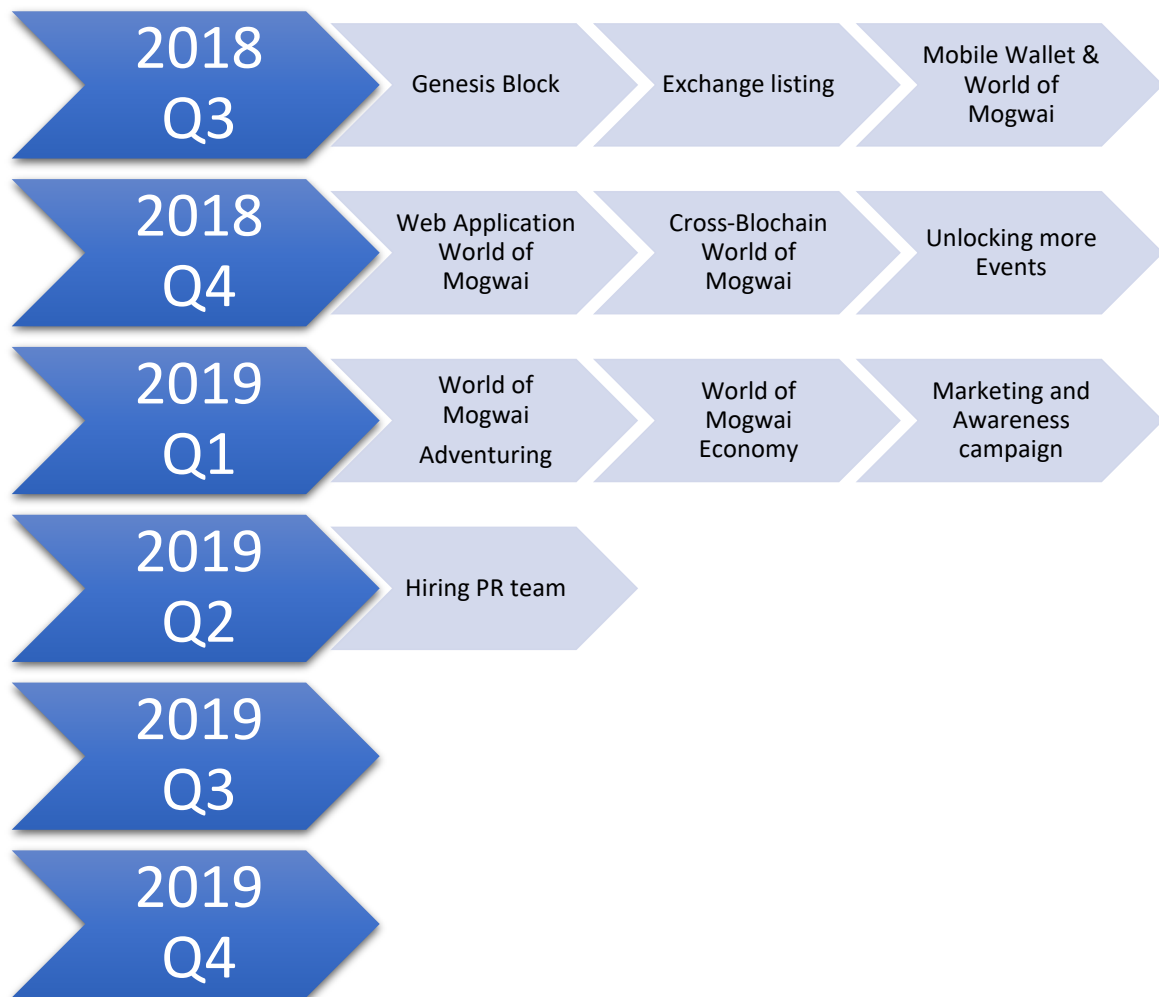 2018
Q3
Genesis Block
Exchange listing
Mobile Wallet &
World of
Mogwai
2018
Q4
Web Application
World of
Mogwai
Cross-Blochain
World of
Mogwai
Unlocking more
Events
2019
Q1
World of
Mogwai
Adventuring
World of
Mogwai
Economy
Marketing and
Awareness
campaign
2019
Q2
Hiring PR team
2019
Q3
2019
Q4